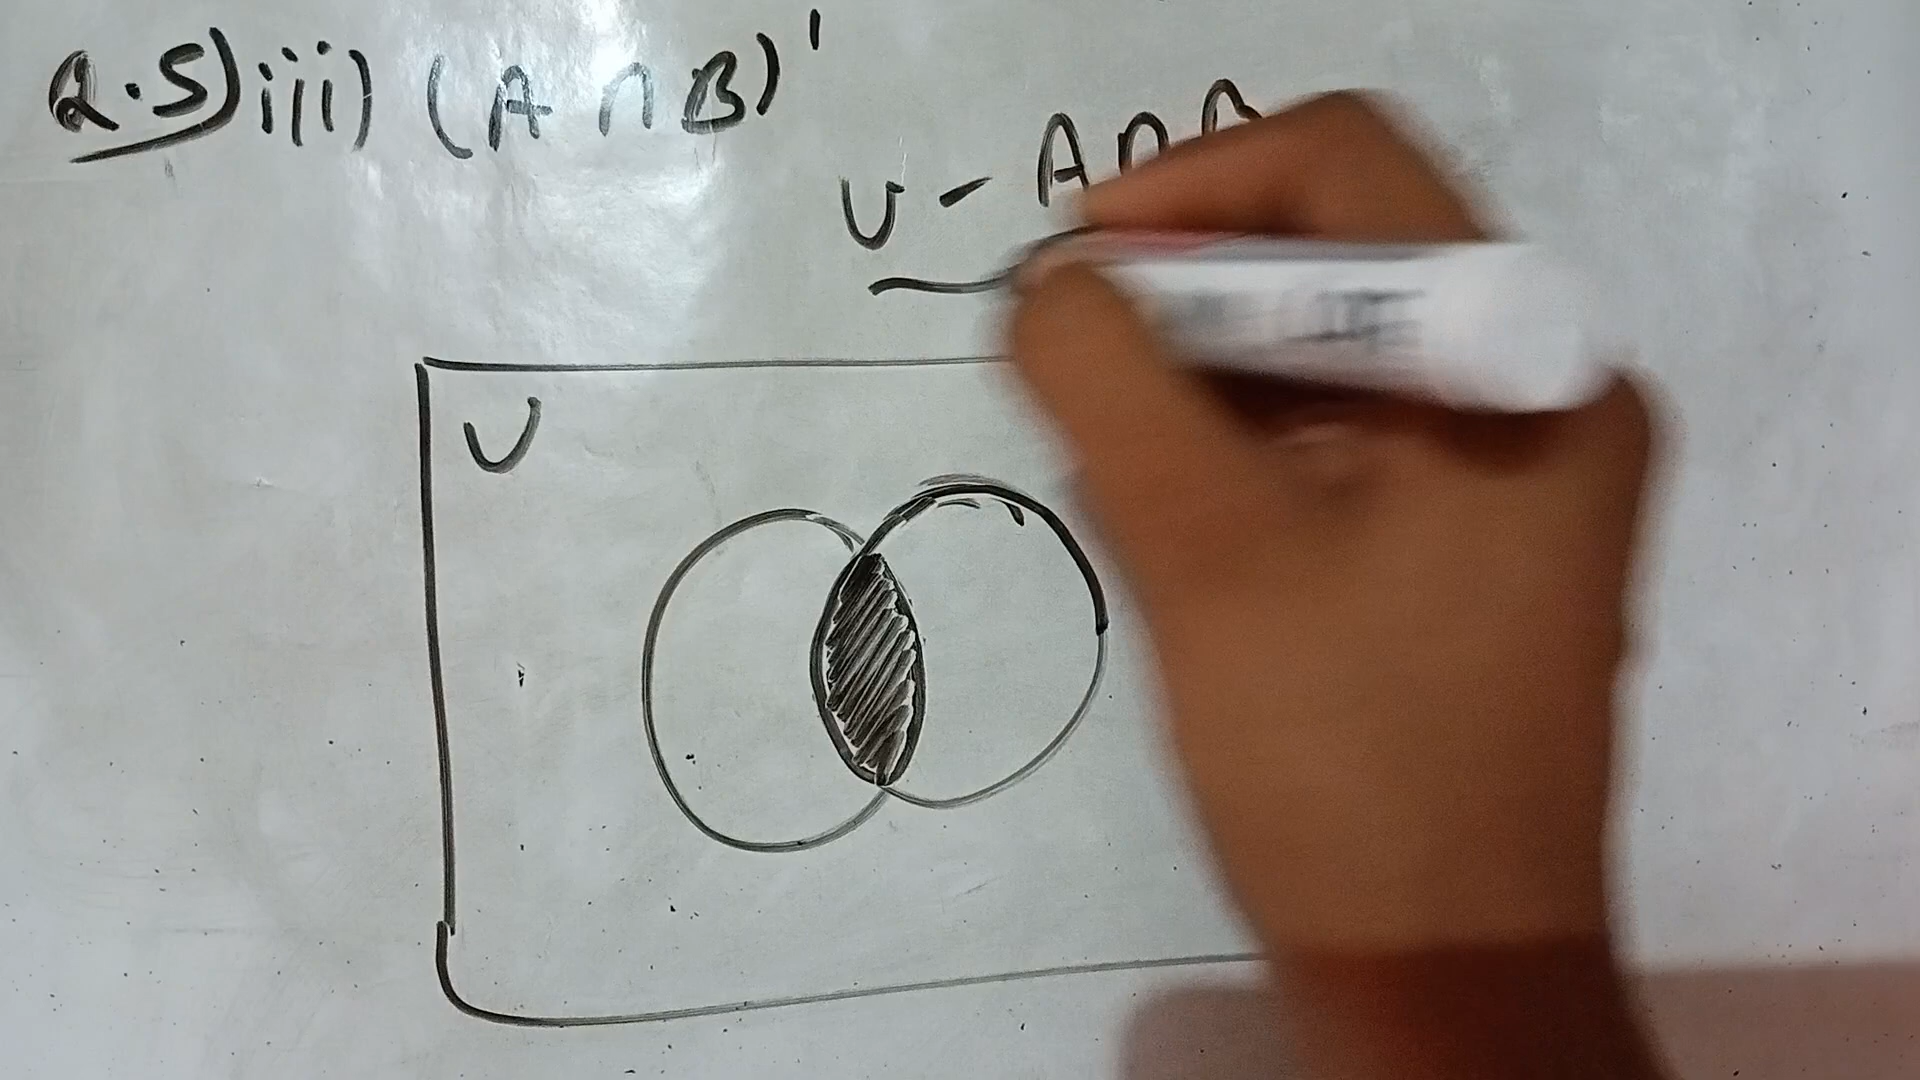 Q.5) iii) (A ∩ B)'
U - A ∩ B
U